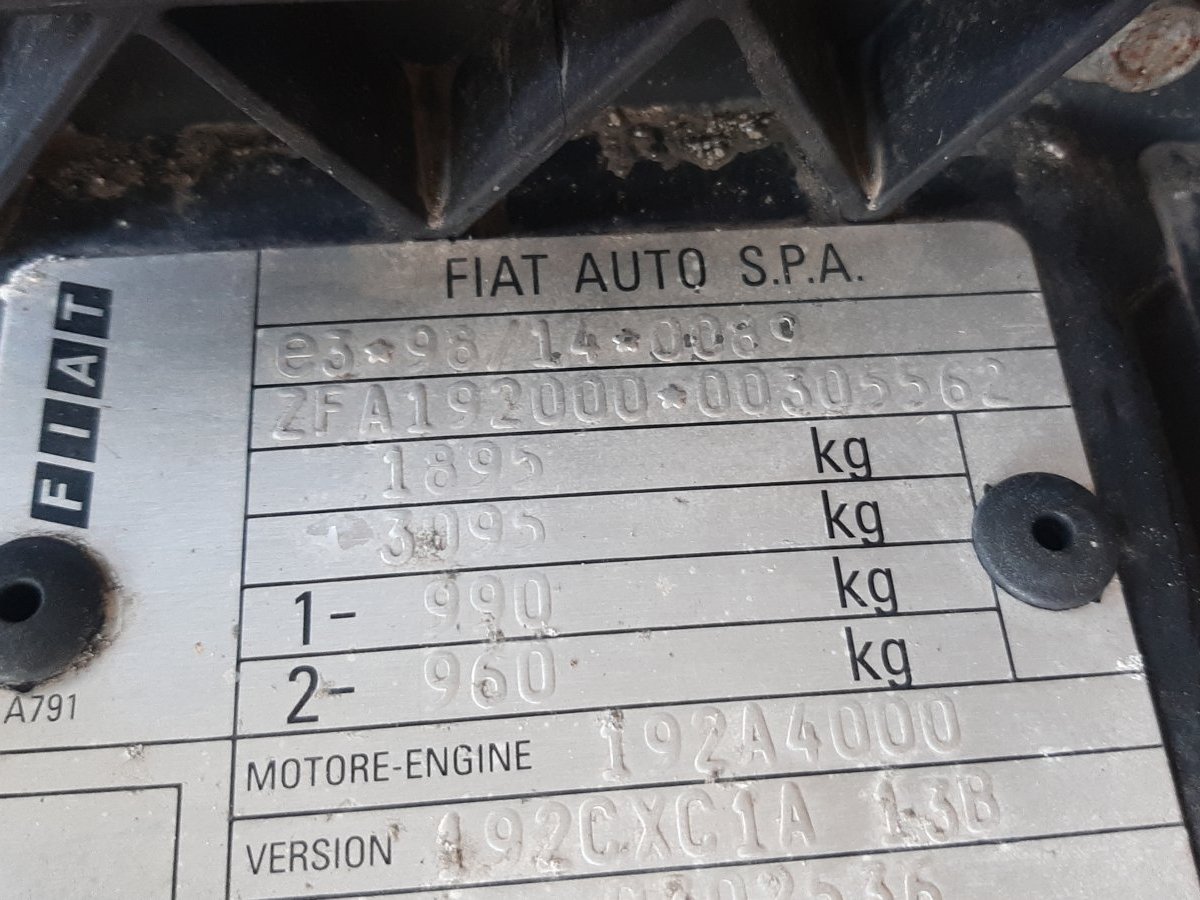 FIAT
FIAT AUTO S.P.A.
e3*98/14*0080
ZFA192000*00305562
1895 kg
3095 kg
1- 990 kg
2- 960 kg
A791
MOTORE-ENGINE 192A4000
VERSION 192CXC1A 13B